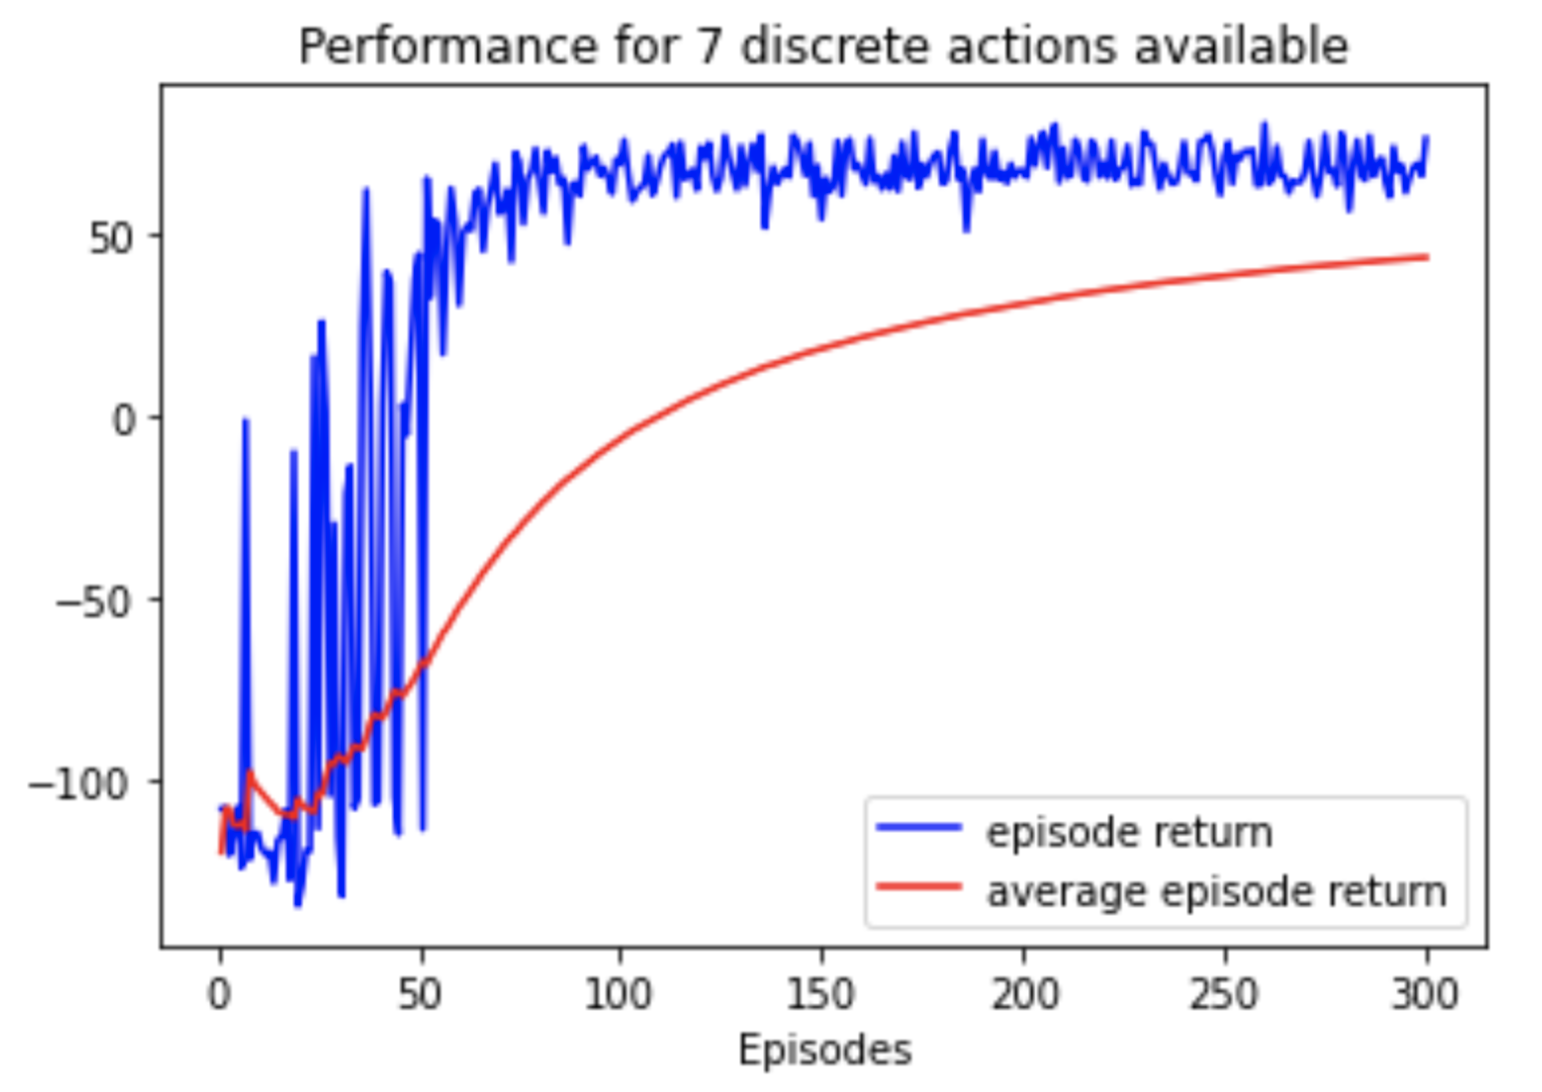 Performance for 7 discrete actions available
50
0
−50
−100
episode return
average episode return
0 50 100 150 200 250 300
Episodes